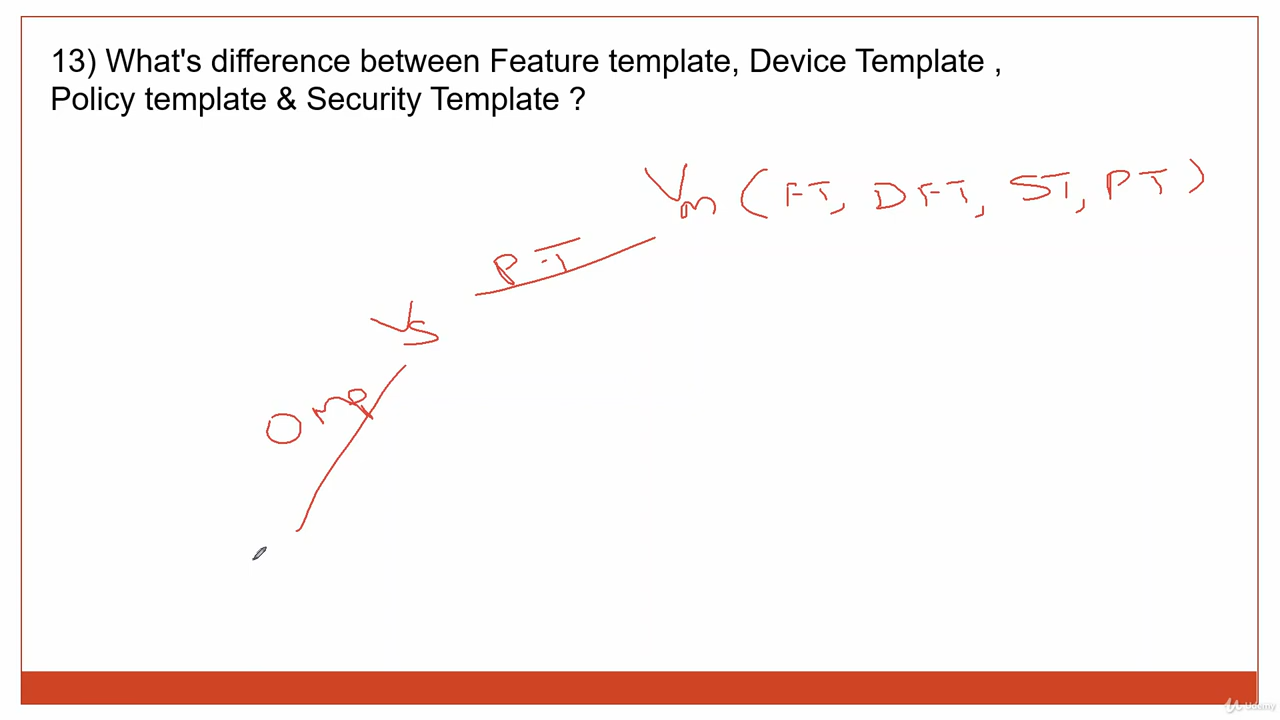 13) What's difference between Feature template, Device Template ,
Policy template & Security Template ?
Vm (FT, DFT, ST, PT)
PT
Vs
OMP
Udemy